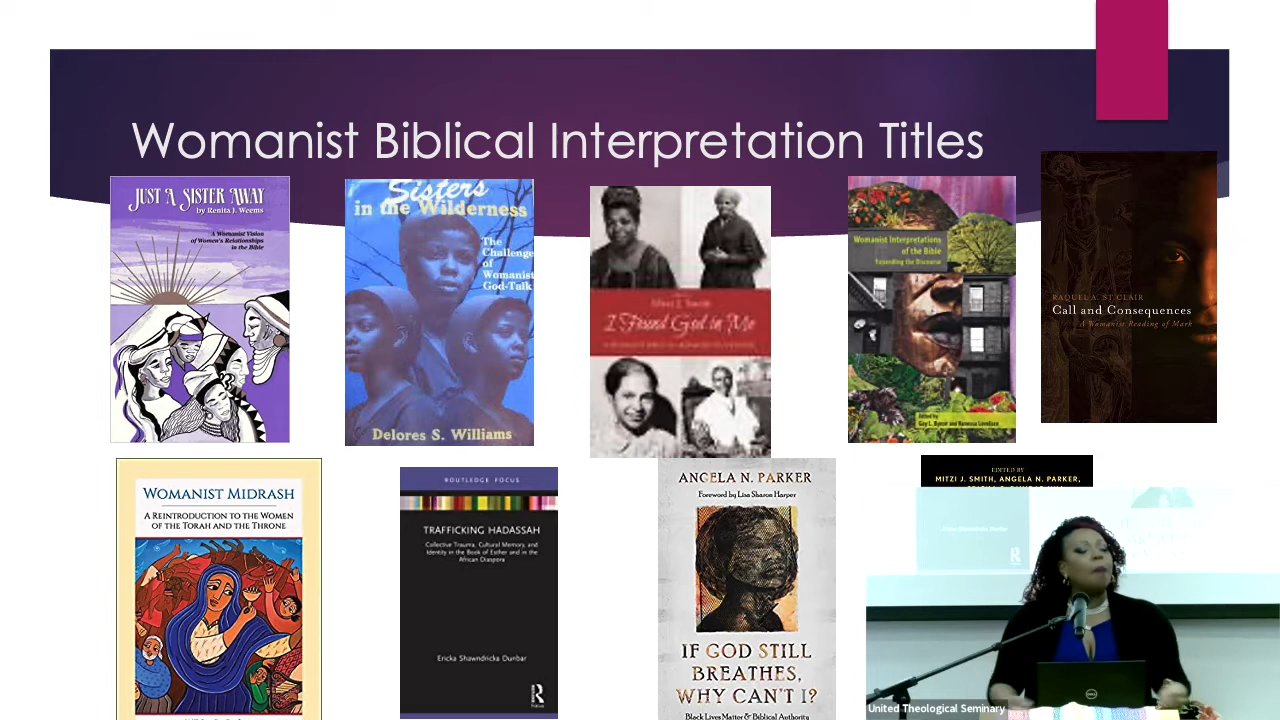 Womanist Biblical Interpretation Titles
JUST A SISTER AWAY
by Renita J. Weems
A Womanist Vision
of Women's Relationships
in the Bible
Sisters
in the Wilderness
The
Challenge
of
Womanist
God-Talk
Delores S. Williams
I Found God in Me
Womanist Interpretations
of the Bible
Expanding the Discourse
Edited by
Gay L. Byron and Vanessa Lovelace
RAQUEL A. ST. CLAIR
Call and Consequences
A Womanist Reading of Mark
WOMANIST MIDRASH
A REINTRODUCTION TO THE WOMEN
OF THE TORAH AND THE THRONE
ROUTLEDGE FOCUS
TRAFFICKING HADASSAH
Collective Trauma, Cultural Memory, and
Identity in the Book of Esther and in the
African Diaspora
Ericka Shawndricka Dunbar
R
ANGELA N. PARKER
Foreword by Lisa Sharon Harper
IF GOD STILL
BREATHES,
WHY CAN'T I?
Black Lives Matter & Biblical Authority
EDITED BY
MITZI J. SMITH, ANGELA N. PARKER,
DELL
United Theological Seminary